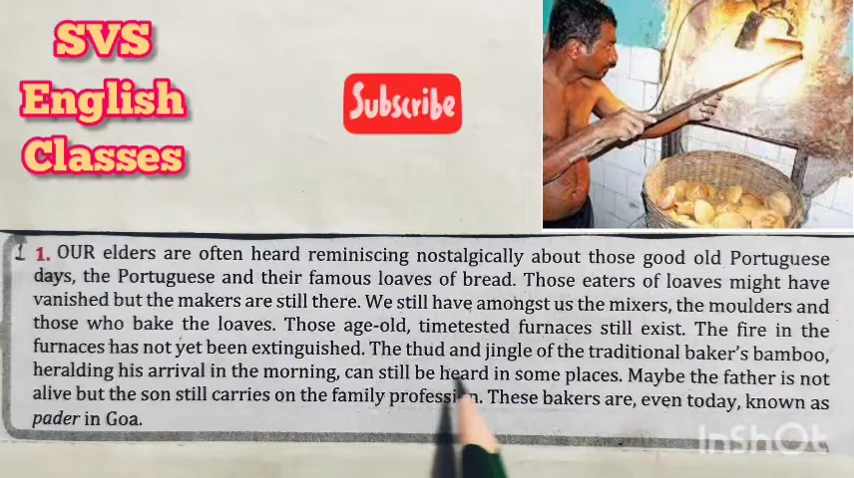 SVS
English
Classes
Subscribe
1 1. OUR elders are often heard reminiscing nostalgically about those good old Portuguese
days, the Portuguese and their famous loaves of bread. Those eaters of loaves might have
vanished but the makers are still there. We still have amongst us the mixers, the moulders and
those who bake the loaves. Those age-old, timetested furnaces still exist. The fire in the
furnaces has not yet been extinguished. The thud and jingle of the traditional baker's bamboo,
heralding his arrival in the morning, can still be heard in some places. Maybe the father is not
alive but the son still carries on the family profession. These bakers are, even today, known as
pader in Goa.
InShOt